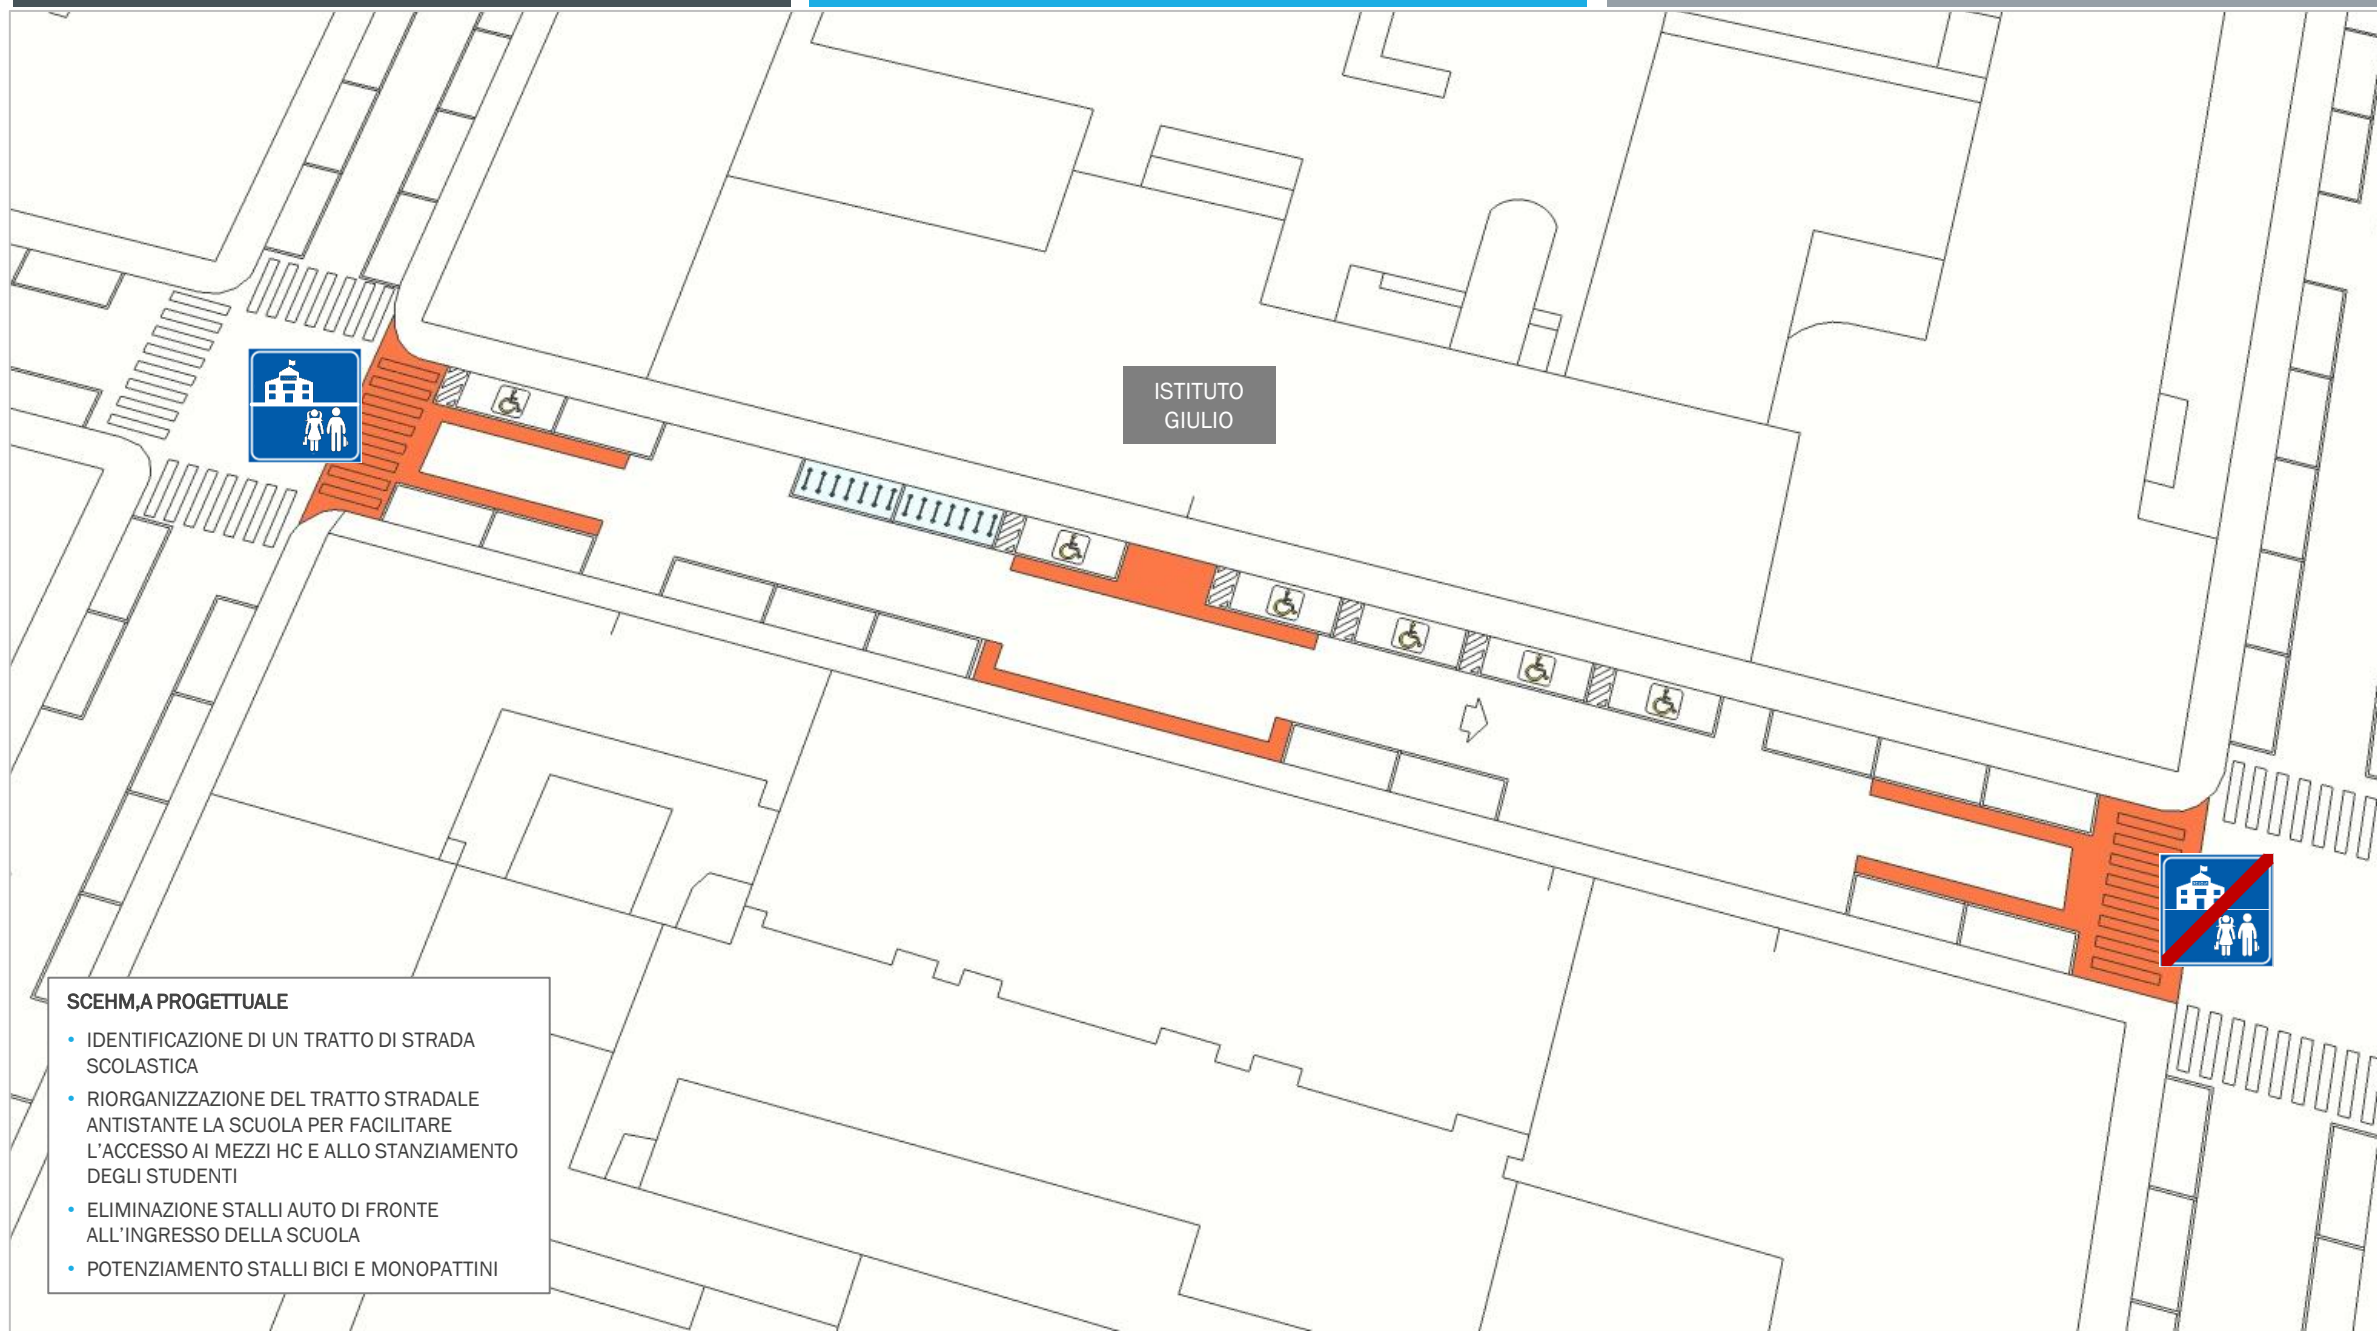 ISTITUTO
GIULIO
SCEHM,A PROGETTUALE
• IDENTIFICAZIONE DI UN TRATTO DI STRADA
SCOLASTICA
• RIORGANIZZAZIONE DEL TRATTO STRADALE
ANTISTANTE LA SCUOLA PER FACILITARE
L'ACCESSO AI MEZZI HC E ALLO STANZIAMENTO
DEGLI STUDENTI
• ELIMINAZIONE STALLI AUTO DI FRONTE
ALL'INGRESSO DELLA SCUOLA
• POTENZIAMENTO STALLI BICI E MONOPATTINI